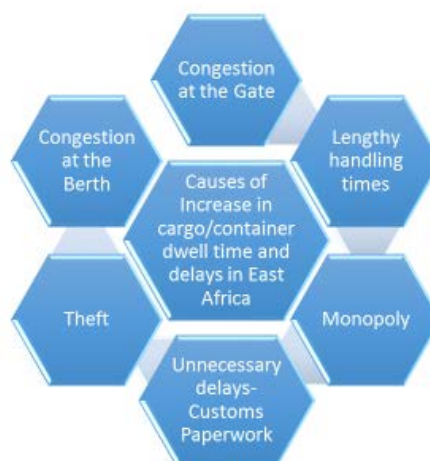 Congestion
at the Gate
Lengthy
handling
times
Monopoly
Unnecessary
delays-
Customs
Paperwork
Theft
Congestion
at the
Berth
Causes of
Increase in
cargo/container
dwell time and
delays in East
Africa